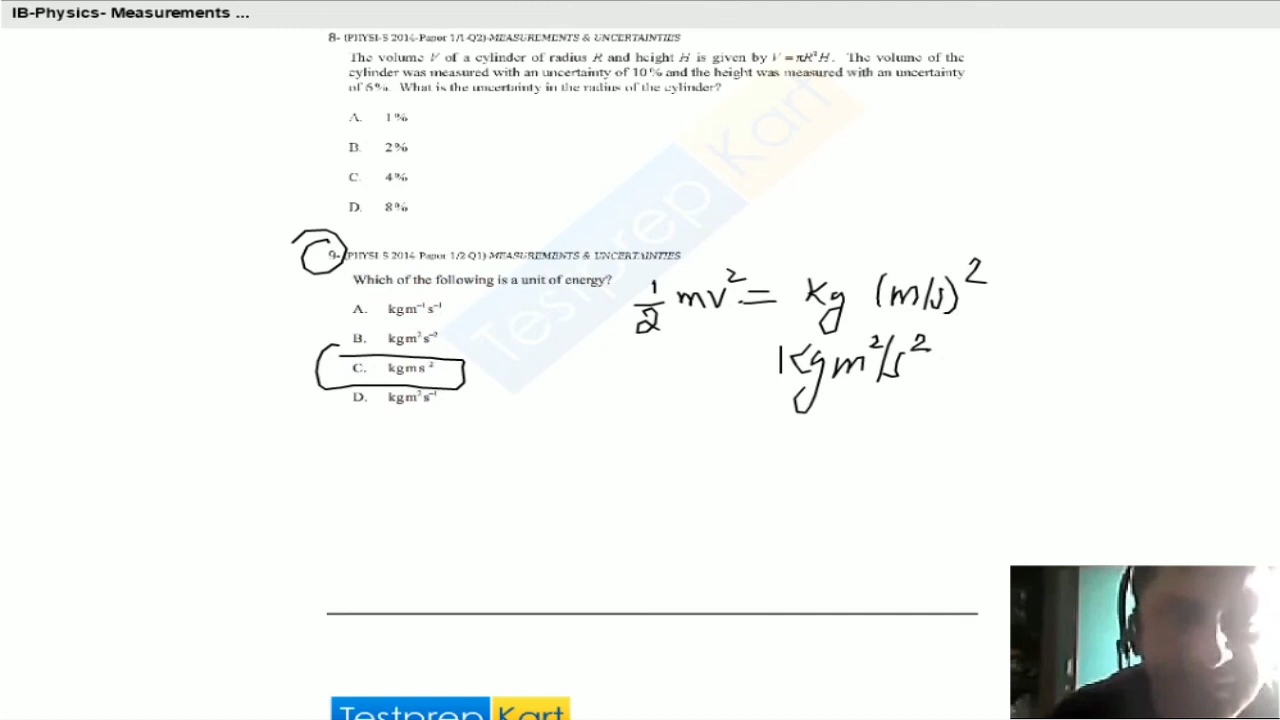 IB-Physics- Measurements ...
8- (PHYSI-S 2014-Paper 1/1-Q2)-MEASUREMENTS & UNCERTAINTIES
The volume V of a cylinder of radius R and height H is given by V = πR²H. The volume of the
cylinder was measured with an uncertainty of 10% and the height was measured with an uncertainty
of 6%. What is the uncertainty in the radius of the cylinder?
A. 1%
B. 2%
C. 4%
D. 8%
9- (PHYSI-S 2014-Paper 1/2-Q1)-MEASUREMENTS & UNCERTAINTIES
Which of the following is a unit of energy?
A. kgm⁻¹s⁻¹
B. kgm²s⁻²
C. kgms⁻²
D. kgm²s⁻¹
1/2 mv² = kg (m/s)²
Kgm²/s²
Testprep Kart
Testprep Kart